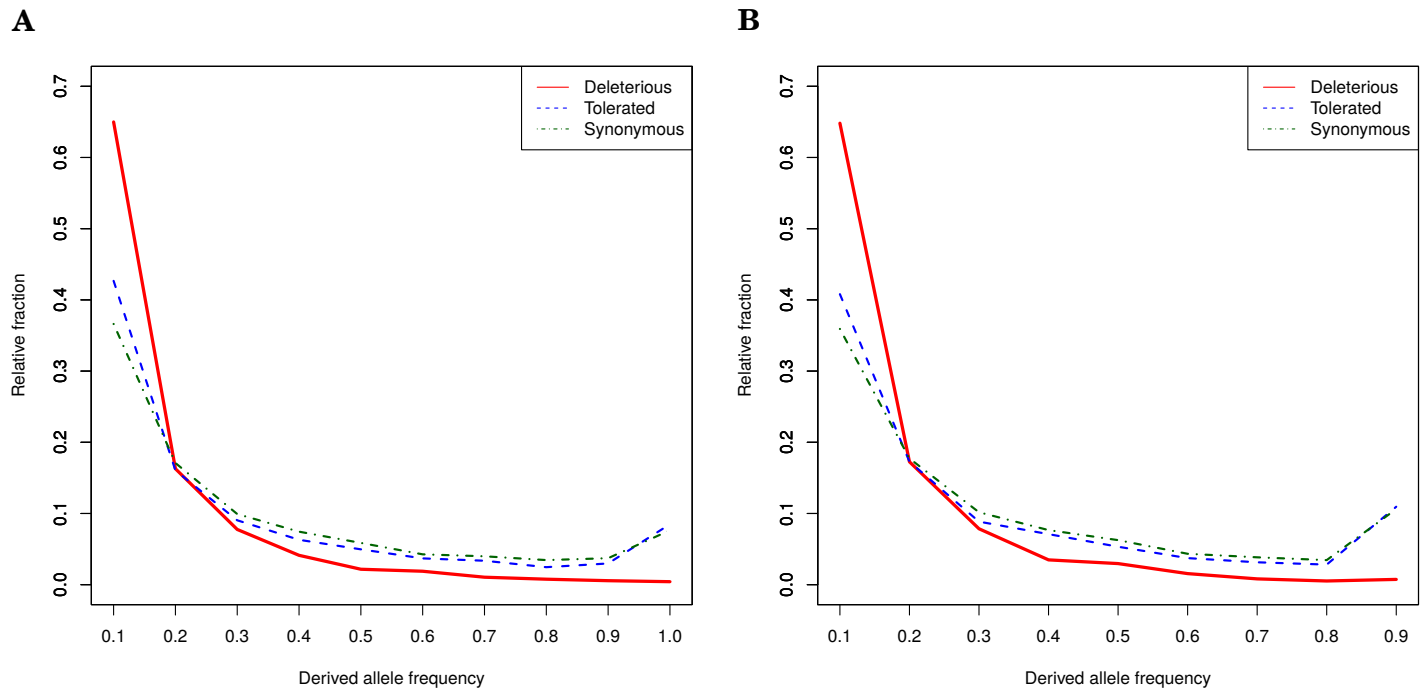 A
Relative fraction
0.7
0.6
0.5
0.4
0.3
0.2
0.1
0.0
Deleterious
Tolerated
Synonymous
0.1 0.2 0.3 0.4 0.5 0.6 0.7 0.8 0.9 1.0
Derived allele frequency
B
Relative fraction
0.7
0.6
0.5
0.4
0.3
0.2
0.1
0.0
Deleterious
Tolerated
Synonymous
0.1 0.2 0.3 0.4 0.5 0.6 0.7 0.8 0.9
Derived allele frequency